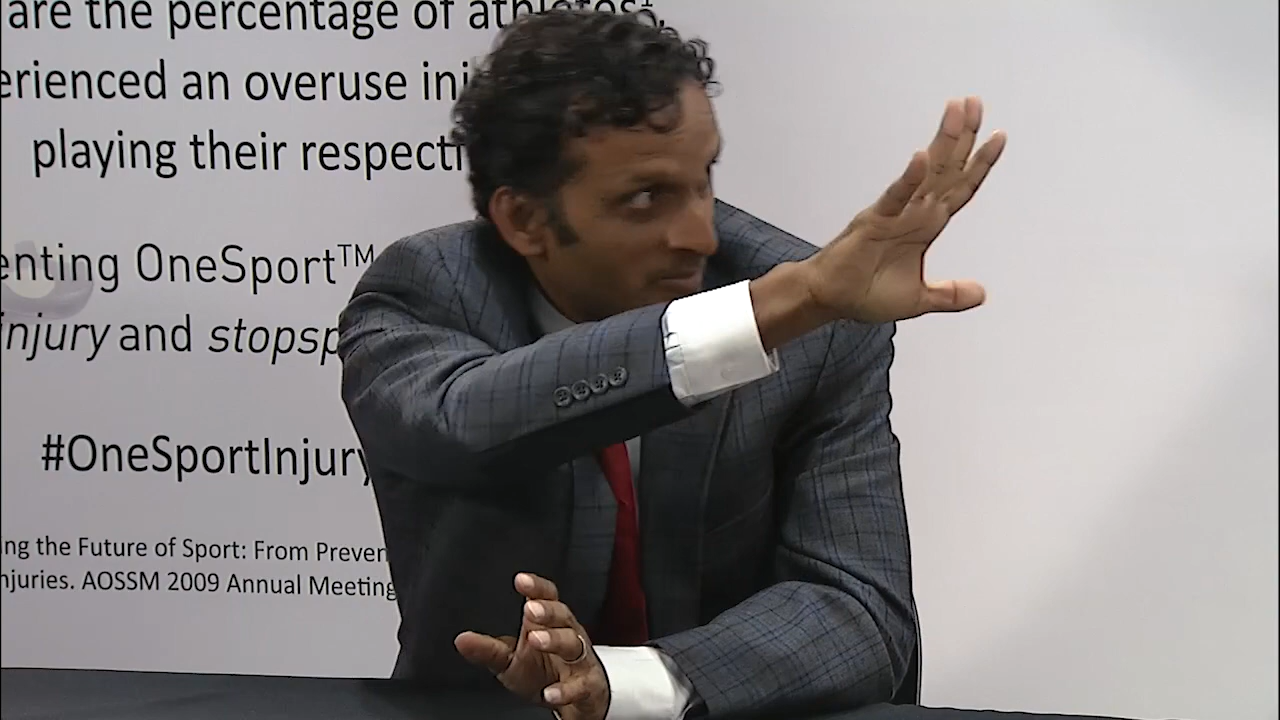 are the percentage of athletes‡
erienced an overuse inj
playing their respecti
enting OneSport™
injury and stopsp
#OneSportInjury
ing the Future of Sport: From Preven
njuries. AOSSM 2009 Annual Meeting